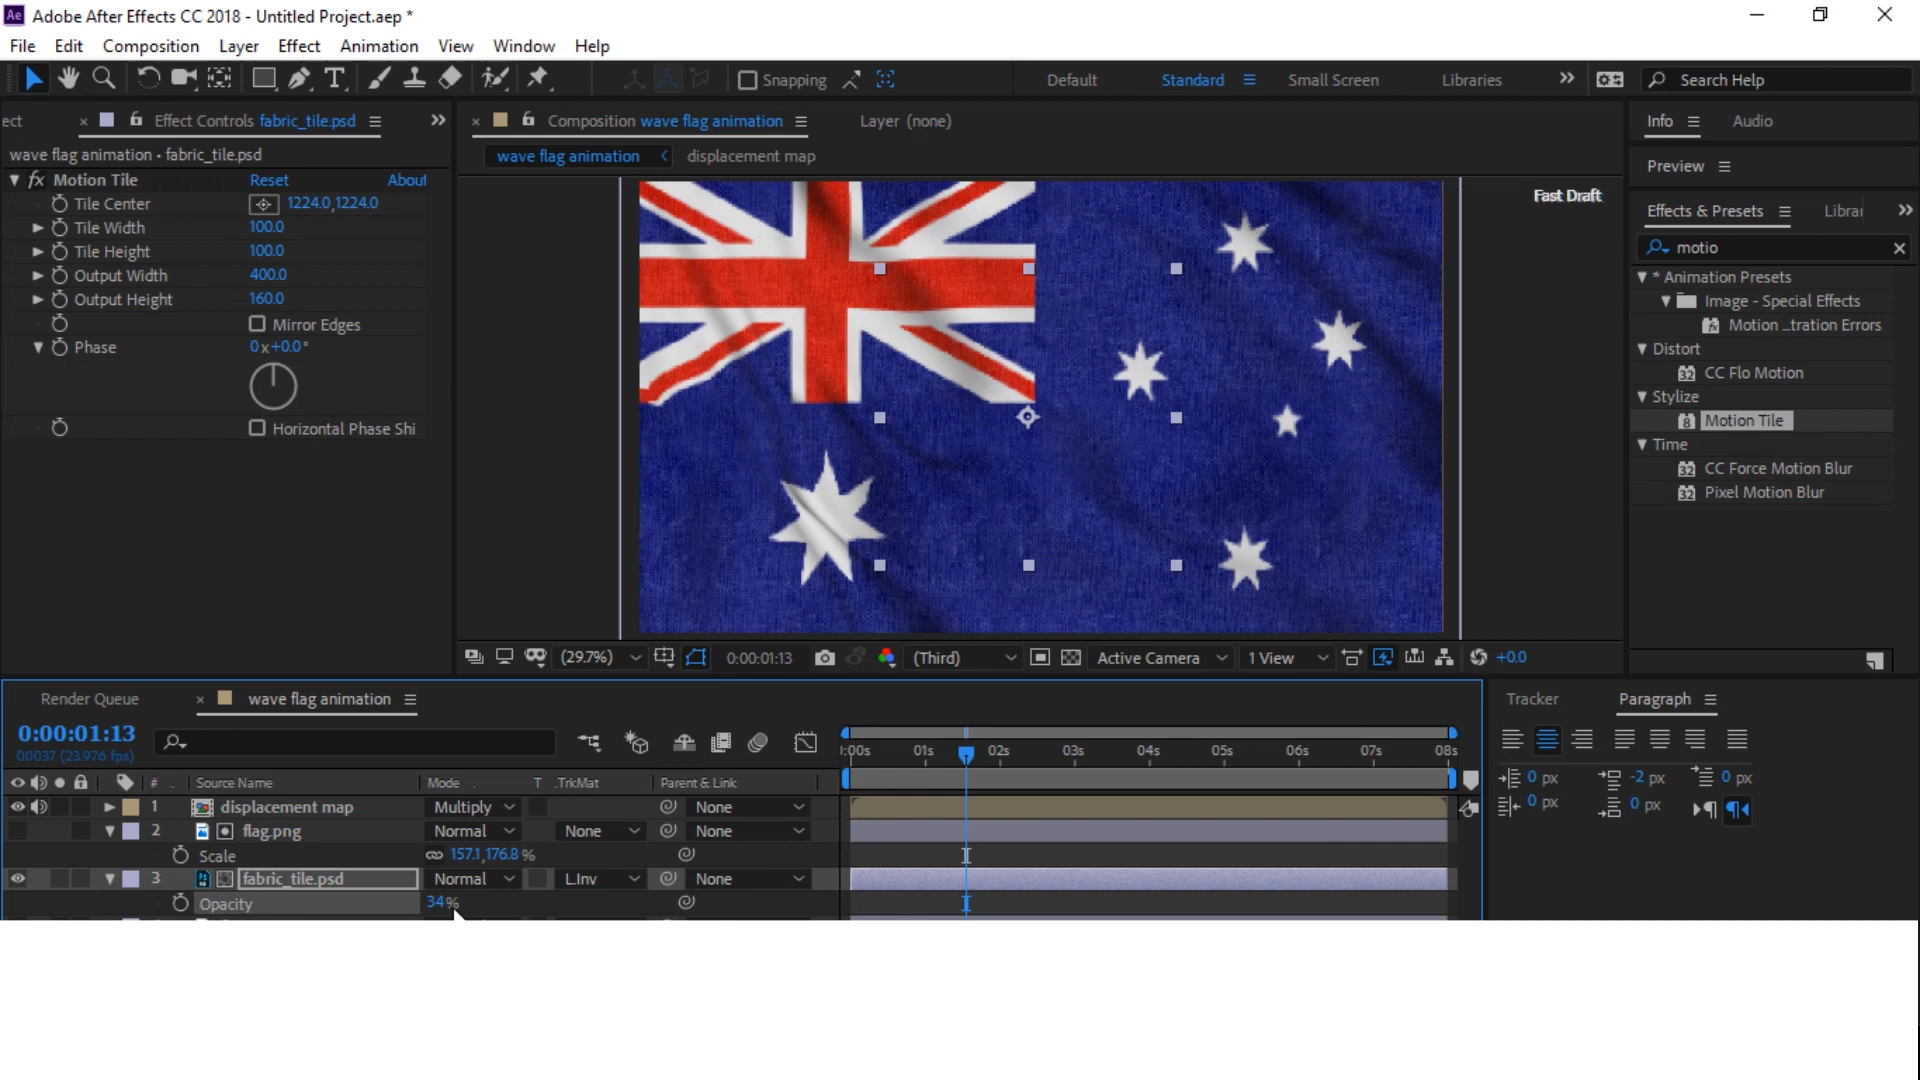 Ae Adobe After Effects CC 2018 - Untitled Project.aep *
File Edit Composition Layer Effect Animation View Window Help
Snapping Default Standard Small Screen Libraries Search Help
ect × Effect Controls fabric_tile.psd
× Composition wave flag animation Layer (none)
Info Audio
wave flag animation • fabric_tile.psd
wave flag animation displacement map
Preview
fx Motion Tile Reset About
Tile Center 1224.0,1224.0
Tile Width 100.0
Tile Height 100.0
Output Width 400.0
Output Height 160.0
Mirror Edges
Phase 0x+0.0°
Horizontal Phase Shi
Fast Draft
Effects & Presets Librar
motio
* Animation Presets
Image - Special Effects
Motion ...tration Errors
Distort
CC Flo Motion
Stylize
Motion Tile
Time
CC Force Motion Blur
Pixel Motion Blur
(29.7%) 0:00:01:13 (Third) Active Camera 1 View +0.0
Render Queue × wave flag animation
0:00:01:13
00037 (23.976 fps)
:00s 01s 02s 03s 04s 05s 06s 07s 08s
# Source Name Mode T .TrkMat Parent & Link
1 displacement map Multiply None
2 flag.png Normal None None
Scale 157.1,176.8 %
3 fabric_tile.psd Normal L.Inv None
Opacity 34%
Tracker Paragraph
0 px -2 px 0 px
0 px 0 px